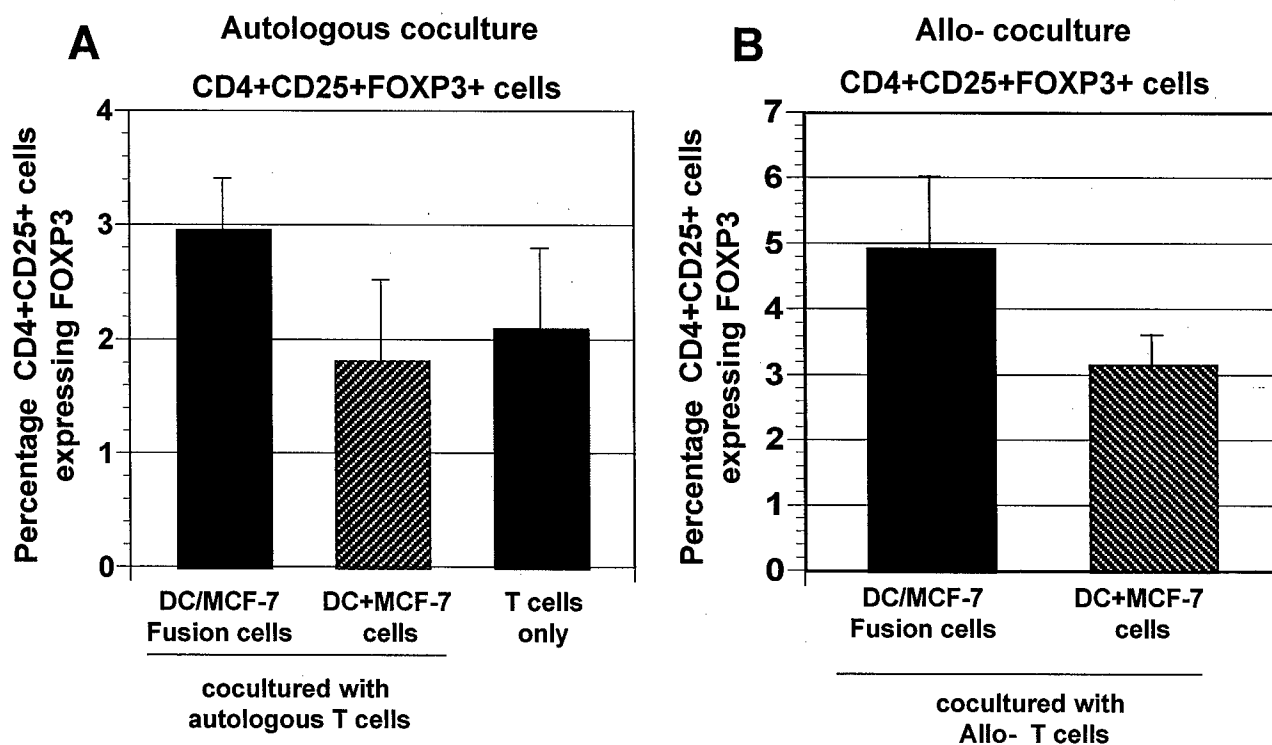 A
Autologous coculture
CD4+CD25+FOXP3+ cells
Percentage CD4+CD25+ cells
expressing FOXP3
4
3
2
1
0
DC/MCF-7
Fusion cells
DC+MCF-7
cells
T cells
only
cocultured with
autologous T cells
B
Allo- coculture
CD4+CD25+FOXP3+ cells
Percentage CD4+CD25+ cells
expressing FOXP3
7
6
5
4
3
2
1
0
DC/MCF-7
Fusion cells
DC+MCF-7
cells
cocultured with
Allo- T cells